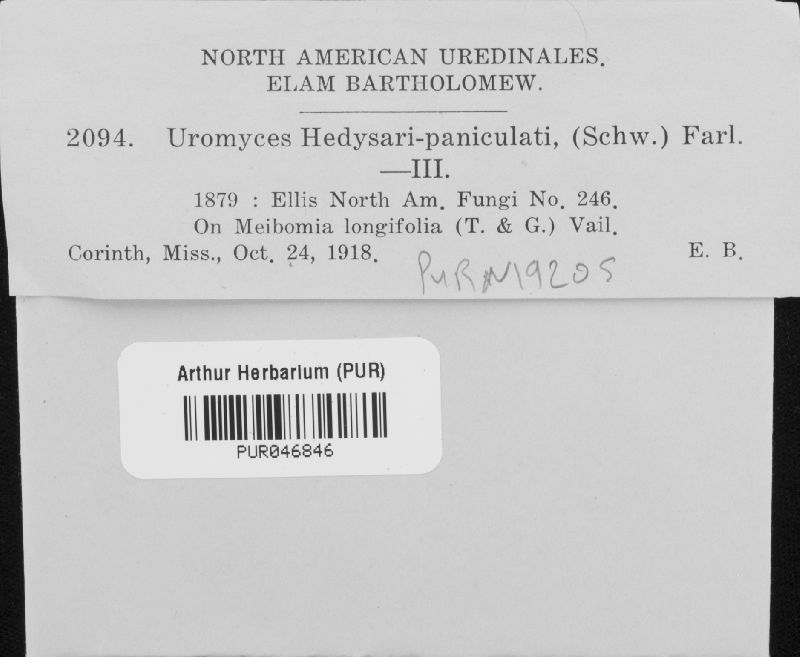 NORTH AMERICAN UREDINALES.
ELAM BARTHOLOMEW.
2094. Uromyces Hedysari-paniculati, (Schw.) Farl.
—III.
1879 : Ellis North Am. Fungi No. 246.
On Meibomia longifolia (T. & G.) Vail.
Corinth, Miss., Oct. 24, 1918. E. B.
PUR N19205
Arthur Herbarium (PUR)
PUR046846